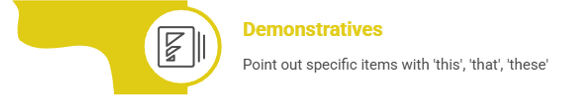 Demonstratives
Point out specific items with 'this', 'that', 'these'